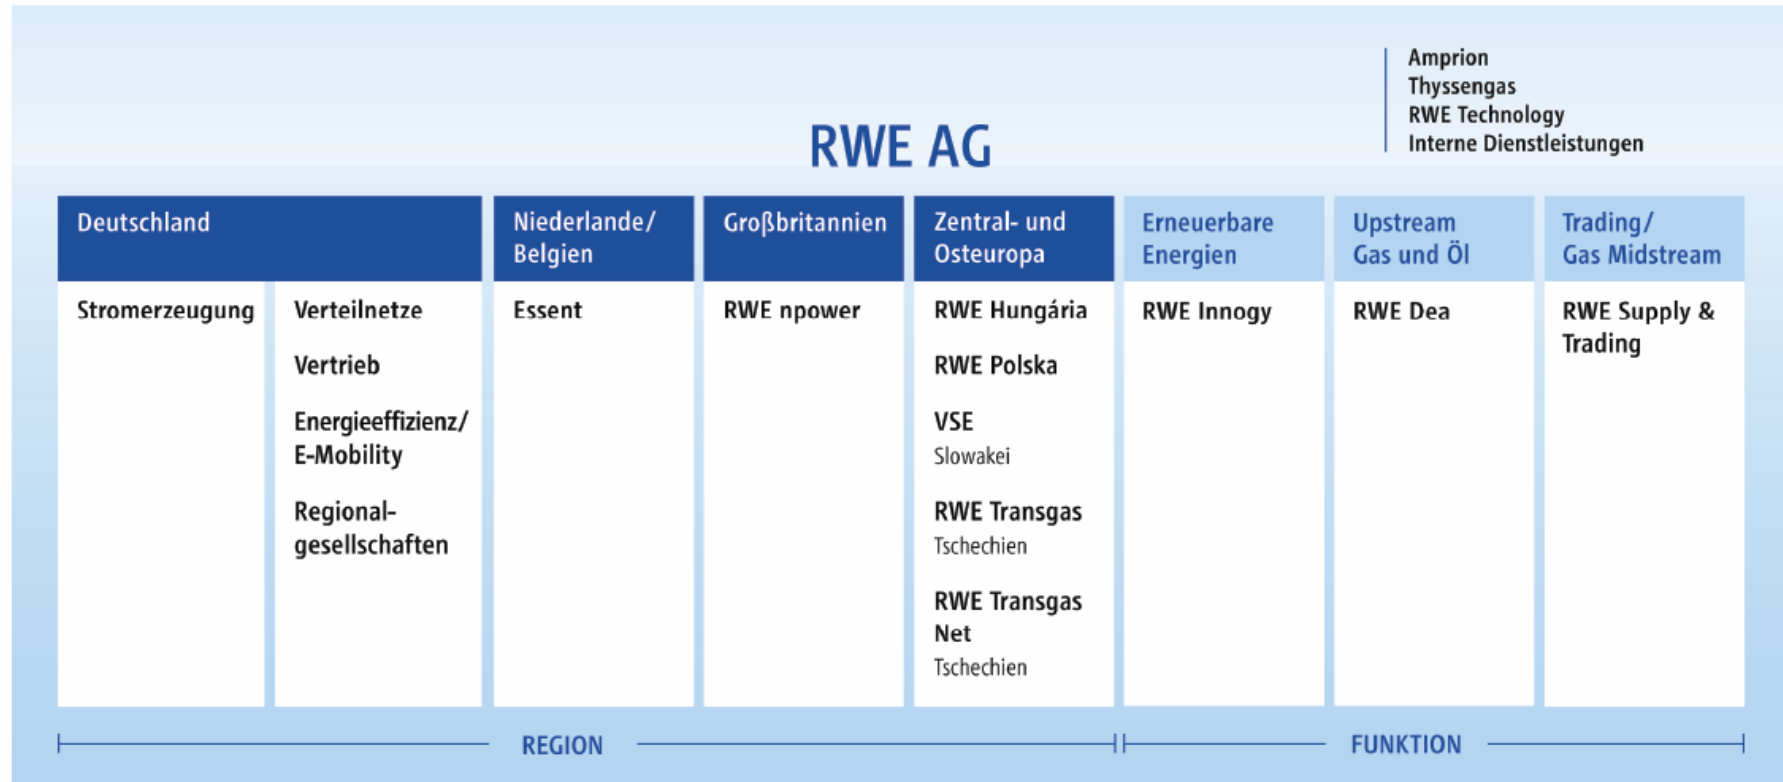 Amprion
Thyssengas
RWE Technology
Interne Dienstleistungen
RWE AG
Deutschland
Stromerzeugung
Verteilnetze
Vertrieb
Energieeffizienz/
E-Mobility
Regional-
gesellschaften
Niederlande/
Belgien
Essent
Großbritannien
RWE npower
Zentral- und
Osteuropa
RWE Hungária
RWE Polska
VSE
Slowakei
RWE Transgas
Tschechien
RWE Transgas
Net
Tschechien
Erneuerbare
Energien
RWE Innogy
Upstream
Gas und Öl
RWE Dea
Trading/
Gas Midstream
RWE Supply &
Trading
REGION
FUNKTION